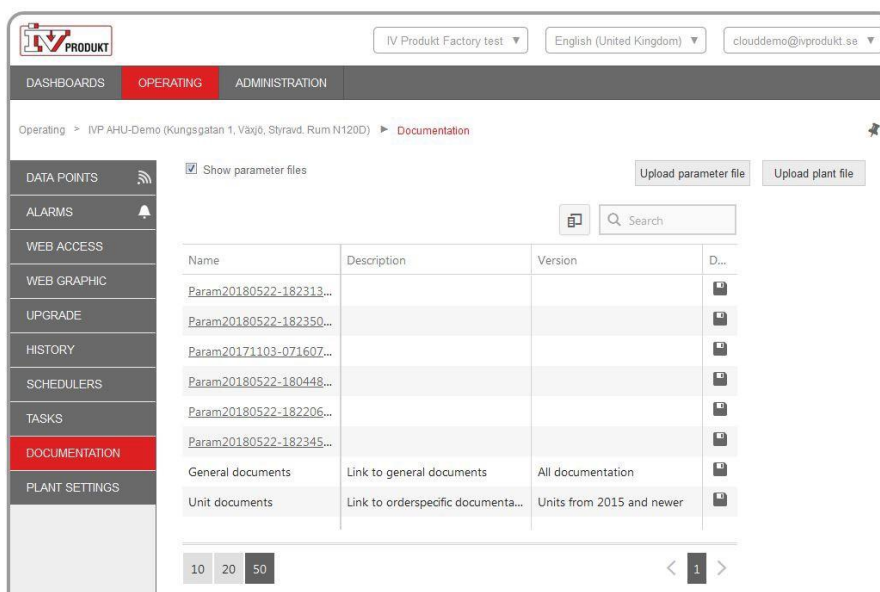 IV PRODUKT
IV Produkt Factory test ▼ English (United Kingdom) ▼ clouddemo@ivprodukt.se ▼
DASHBOARDS OPERATING ADMINISTRATION
Operating > IVP AHU-Demo (Kungsgatan 1, Växjö, Styravd. Rum N120D) ▶ Documentation
DATA POINTS
ALARMS
WEB ACCESS
WEB GRAPHIC
UPGRADE
HISTORY
SCHEDULERS
TASKS
DOCUMENTATION
PLANT SETTINGS
Show parameter files Upload parameter file Upload plant file
Search
Name Description Version D...
Param20180522-182313...
Param20180522-182350...
Param20171103-071607...
Param20180522-180448...
Param20180522-182206...
Param20180522-182345...
General documents Link to general documents All documentation
Unit documents Link to orderspecific documenta... Units from 2015 and newer
10 20 50 < 1 >